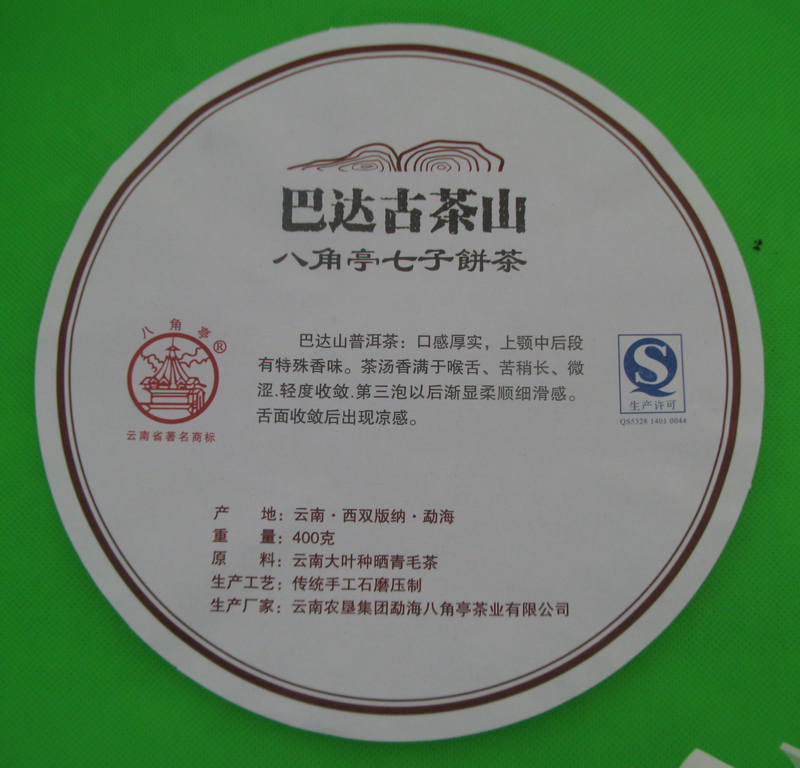 巴达古茶山
八角亭七子餅茶
八角亭®
云南省著名商标
巴达山普洱茶：口感厚实，上颚中后段
有特殊香味。茶汤香满于喉舌、苦稍长、微
涩.轻度收敛.第三泡以后渐显柔顺细滑感。
舌面收敛后出现凉感。
生产许可
QS5328 1401 0044
产　地：云南·西双版纳·勐海
重　量：400克
原　料：云南大叶种晒青毛茶
生产工艺：传统手工石磨压制
生产厂家：云南农垦集团勐海八角亭茶业有限公司